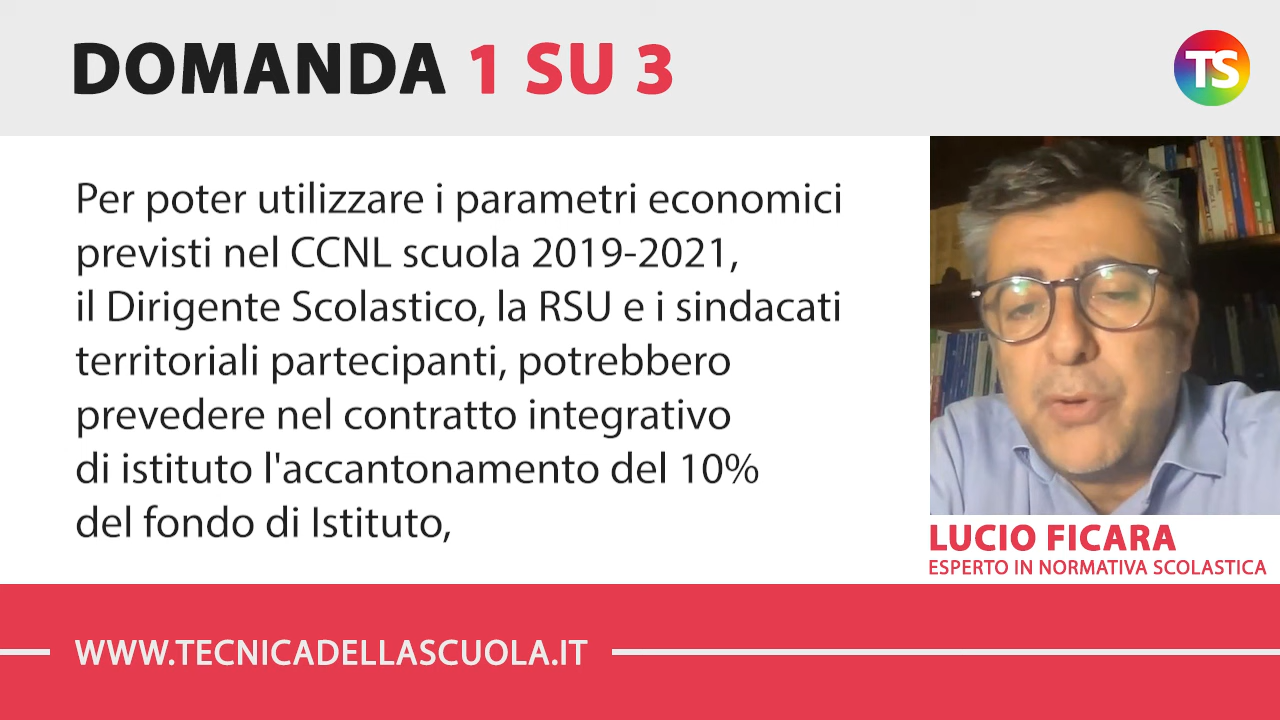 DOMANDA 1 SU 3
TS
Per poter utilizzare i parametri economici
previsti nel CCNL scuola 2019-2021,
il Dirigente Scolastico, la RSU e i sindacati
territoriali partecipanti, potrebbero
prevedere nel contratto integrativo
di istituto l'accantonamento del 10%
del fondo di Istituto,
LUCIO FICARA
ESPERTO IN NORMATIVA SCOLASTICA
WWW.TECNICADELLASCUOLA.IT